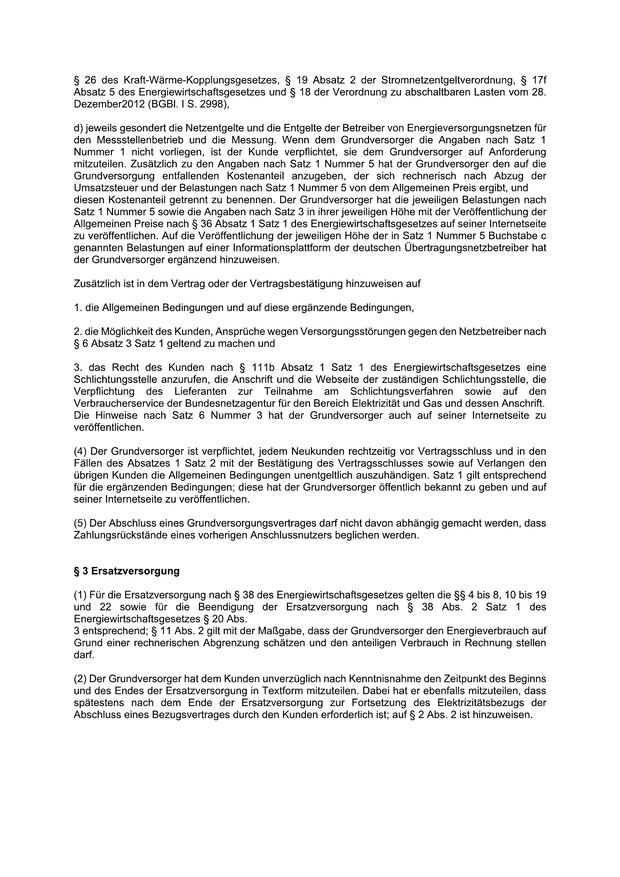 § 26 des Kraft-Wärme-Kopplungsgesetzes, § 19 Absatz 2 der Stromnetzentgeltverordnung, § 17f
Absatz 5 des Energiewirtschaftsgesetzes und § 18 der Verordnung zu abschaltbaren Lasten vom 28.
Dezember2012 (BGBl. I S. 2998),
d) jeweils gesondert die Netzentgelte und die Entgelte der Betreiber von Energieversorgungsnetzen für
den Messstellenbetrieb und die Messung. Wenn dem Grundversorger die Angaben nach Satz 1
Nummer 1 nicht vorliegen, ist der Kunde verpflichtet, sie dem Grundversorger auf Anforderung
mitzuteilen. Zusätzlich zu den Angaben nach Satz 1 Nummer 5 hat der Grundversorger den auf die
Grundversorgung entfallenden Kostenanteil anzugeben, der sich rechnerisch nach Abzug der
Umsatzsteuer und der Belastungen nach Satz 1 Nummer 5 von dem Allgemeinen Preis ergibt, und
diesen Kostenanteil getrennt zu benennen. Der Grundversorger hat die jeweiligen Belastungen nach
Satz 1 Nummer 5 sowie die Angaben nach Satz 3 in ihrer jeweiligen Höhe mit der Veröffentlichung der
Allgemeinen Preise nach § 36 Absatz 1 Satz 1 des Energiewirtschaftsgesetzes auf seiner Internetseite
zu veröffentlichen. Auf die Veröffentlichung der jeweiligen Höhe der in Satz 1 Nummer 5 Buchstabe c
genannten Belastungen auf einer Informationsplattform der deutschen Übertragungsnetzbetreiber hat
der Grundversorger ergänzend hinzuweisen.
Zusätzlich ist in dem Vertrag oder der Vertragsbestätigung hinzuweisen auf
1. die Allgemeinen Bedingungen und auf diese ergänzende Bedingungen,
2. die Möglichkeit des Kunden, Ansprüche wegen Versorgungsstörungen gegen den Netzbetreiber nach
§ 6 Absatz 3 Satz 1 geltend zu machen und
3. das Recht des Kunden nach § 111b Absatz 1 Satz 1 des Energiewirtschaftsgesetzes eine
Schlichtungsstelle anzurufen, die Anschrift und die Webseite der zuständigen Schlichtungsstelle, die
Verpflichtung des Lieferanten zur Teilnahme am Schlichtungsverfahren sowie auf den
Verbraucherservice der Bundesnetzagentur für den Bereich Elektrizität und Gas und dessen Anschrift.
Die Hinweise nach Satz 6 Nummer 3 hat der Grundversorger auch auf seiner Internetseite zu
veröffentlichen.
(4) Der Grundversorger ist verpflichtet, jedem Neukunden rechtzeitig vor Vertragsschluss und in den
Fällen des Absatzes 1 Satz 2 mit der Bestätigung des Vertragsschlusses sowie auf Verlangen den
übrigen Kunden die Allgemeinen Bedingungen unentgeltlich auszuhändigen. Satz 1 gilt entsprechend
für die ergänzenden Bedingungen; diese hat der Grundversorger öffentlich bekannt zu geben und auf
seiner Internetseite zu veröffentlichen.
(5) Der Abschluss eines Grundversorgungsvertrages darf nicht davon abhängig gemacht werden, dass
Zahlungsrückstände eines vorherigen Anschlussnutzers beglichen werden.
§ 3 Ersatzversorgung
(1) Für die Ersatzversorgung nach § 38 des Energiewirtschaftsgesetzes gelten die §§ 4 bis 8, 10 bis 19
und 22 sowie für die Beendigung der Ersatzversorgung nach § 38 Abs. 2 Satz 1 des
Energiewirtschaftsgesetzes § 20 Abs.
3 entsprechend; § 11 Abs. 2 gilt mit der Maßgabe, dass der Grundversorger den Energieverbrauch auf
Grund einer rechnerischen Abgrenzung schätzen und den anteiligen Verbrauch in Rechnung stellen
darf.
(2) Der Grundversorger hat dem Kunden unverzüglich nach Kenntnisnahme den Zeitpunkt des Beginns
und des Endes der Ersatzversorgung in Textform mitzuteilen. Dabei hat er ebenfalls mitzuteilen, dass
spätestens nach dem Ende der Ersatzversorgung zur Fortsetzung des Elektrizitätsbezugs der
Abschluss eines Bezugsvertrages durch den Kunden erforderlich ist; auf § 2 Abs. 2 ist hinzuweisen.